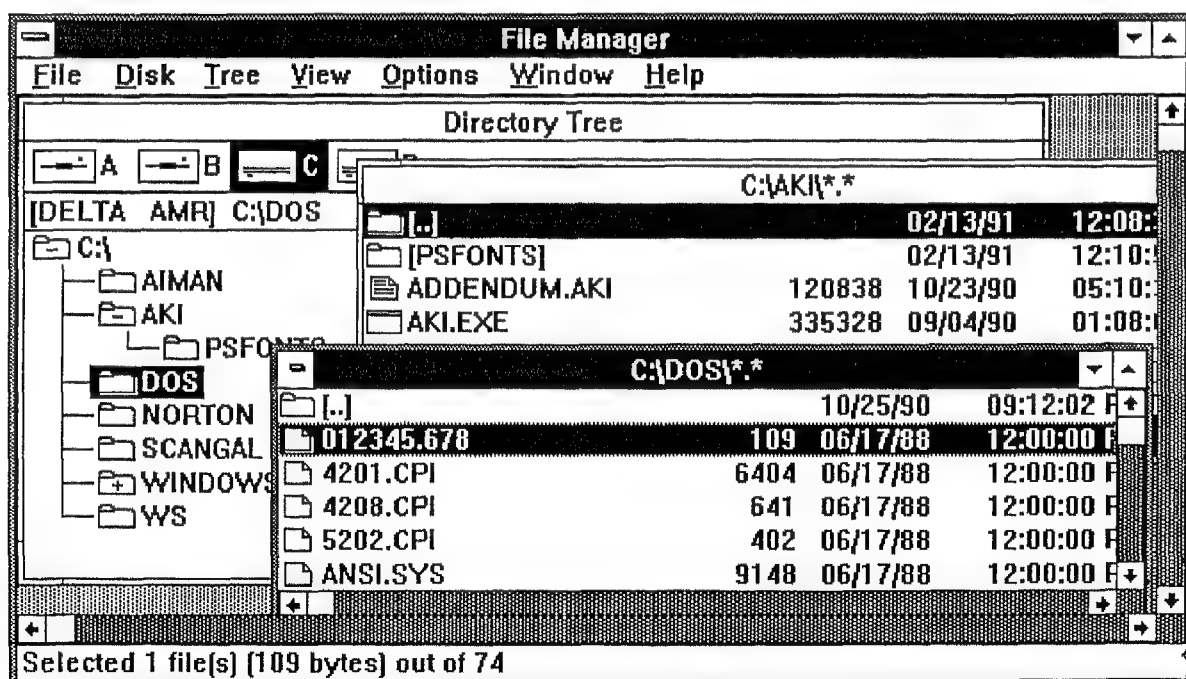 File Manager
File Disk Tree View Options Window Help
Directory Tree
A B C
C:\AKI\*.*
[DELTA AMR] C:\DOS
[..] 02/13/91 12:08:
C:\
[PSFONTS] 02/13/91 12:10:
AIMAN
ADDENDUM.AKI 120838 10/23/90 05:10:
AKI
AKI.EXE 335328 09/04/90 01:08:
PSFONTS
C:\DOS\*.*
DOS
[..] 10/25/90 09:12:02
NORTON
012345.678 109 06/17/88 12:00:00
SCANGAL
4201.CPI 6404 06/17/88 12:00:00
WINDOWS
4208.CPI 641 06/17/88 12:00:00
WS
5202.CPI 402 06/17/88 12:00:00
ANSI.SYS 9148 06/17/88 12:00:00
Selected 1 file(s) (109 bytes) out of 74